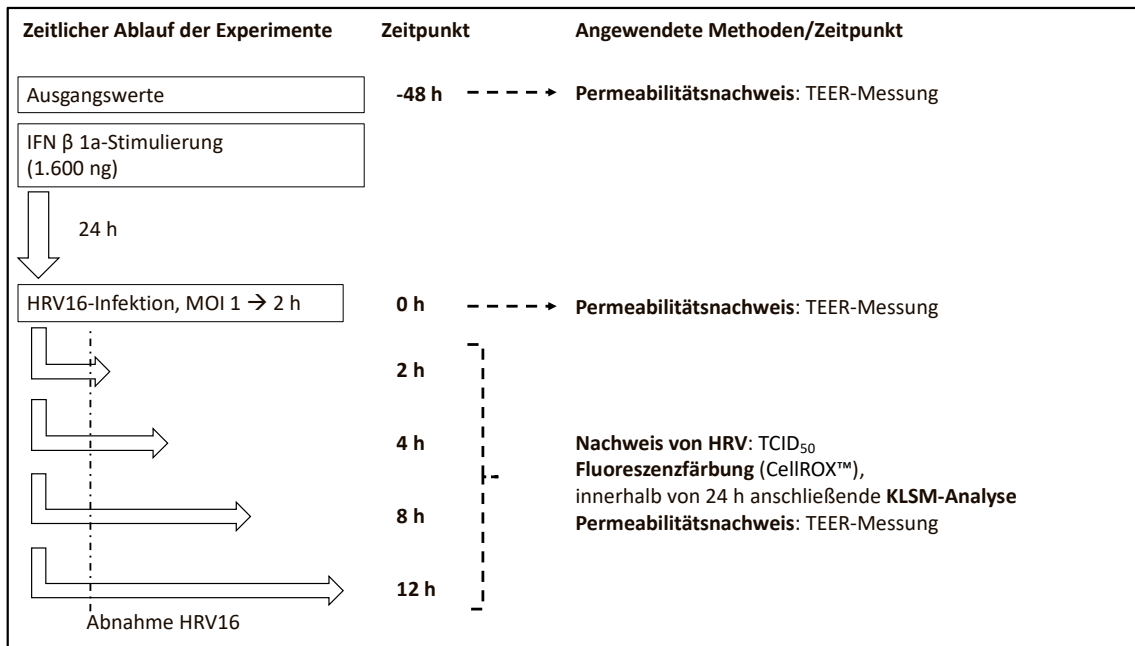 Zeitlicher Ablauf der Experimente Zeitpunkt Angewendete Methoden/Zeitpunkt
Ausgangswerte -48 h Permeabilitätsnachweis: TEER-Messung
IFN β 1a-Stimulierung
(1.600 ng)
24 h
HRV16-Infektion, MOI 1 → 2 h 0 h Permeabilitätsnachweis: TEER-Messung
2 h
4 h
8 h
12 h
Nachweis von HRV: TCID50
Fluoreszenzfärbung (CellROX™),
innerhalb von 24 h anschließende KLSM-Analyse
Permeabilitätsnachweis: TEER-Messung
Abnahme HRV16